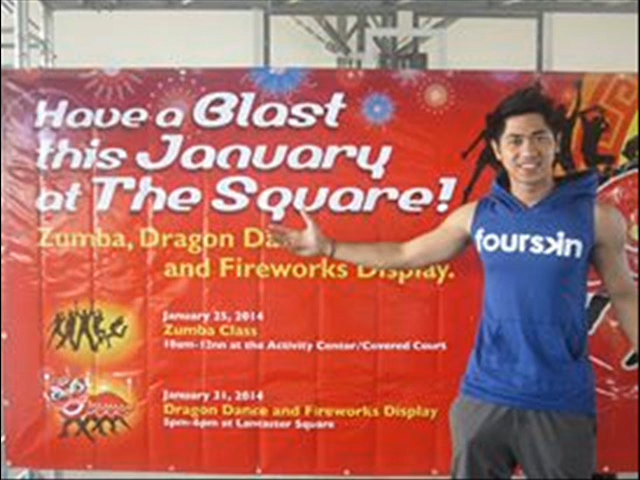 Have a Blast
this January
at The Square!
Zumba, Dragon Da
and Fireworks Display.
fourskin
January 25, 2014
Zumba Class
10am-12nn at the Activity Center/Covered Court
January 31, 2014
Dragon Dance and Fireworks Display
5pm-6pm at Lancaster Square